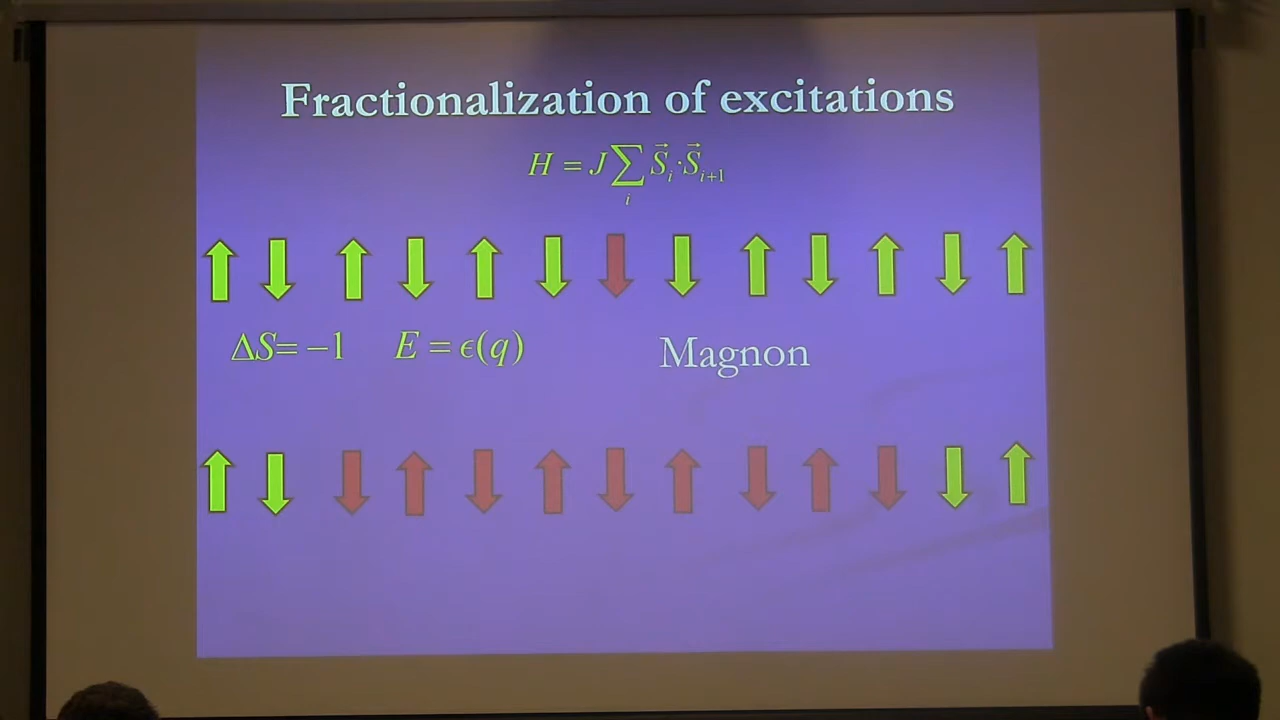 Fractionalization of excitations
H = J∑ᵢ S⃗ᵢ·S⃗ᵢ₊₁
ΔS= −1 E = ϵ(q) Magnon